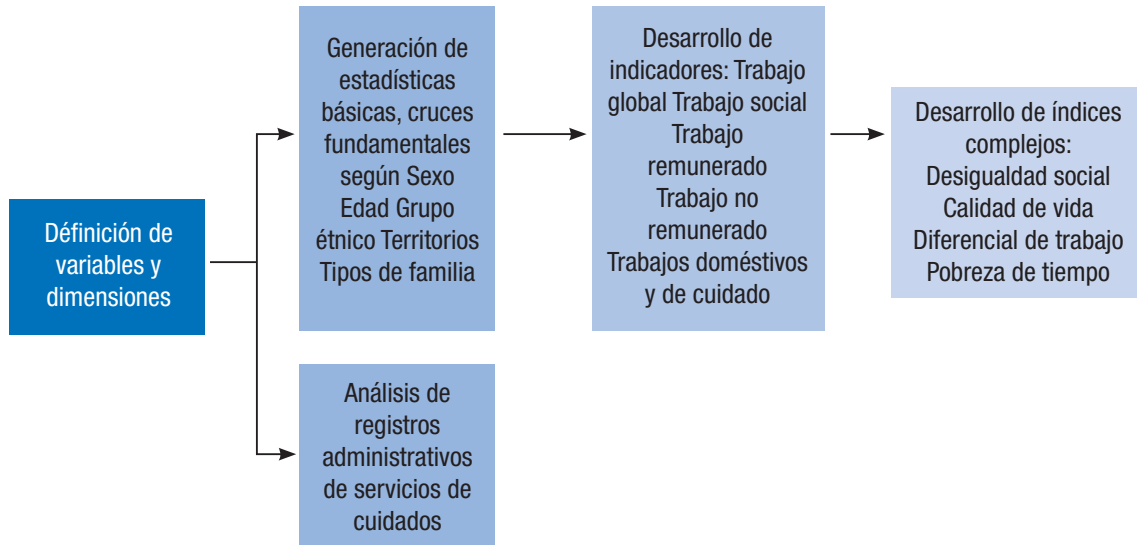 Définición de
variables y
dimensiones
Generación de
estadísticas
básicas, cruces
fundamentales
según Sexo
Edad Grupo
étnico Territorios
Tipos de familia
Análisis de
registros
administrativos
de servicios de
cuidados
Desarrollo de
indicadores: Trabajo
global Trabajo social
Trabajo
remunerado
Trabajo no
remunerado
Trabajos doméstivos
y de cuidado
Desarrollo de índices
complejos:
Desigualdad social
Calidad de vida
Diferencial de trabajo
Pobreza de tiempo